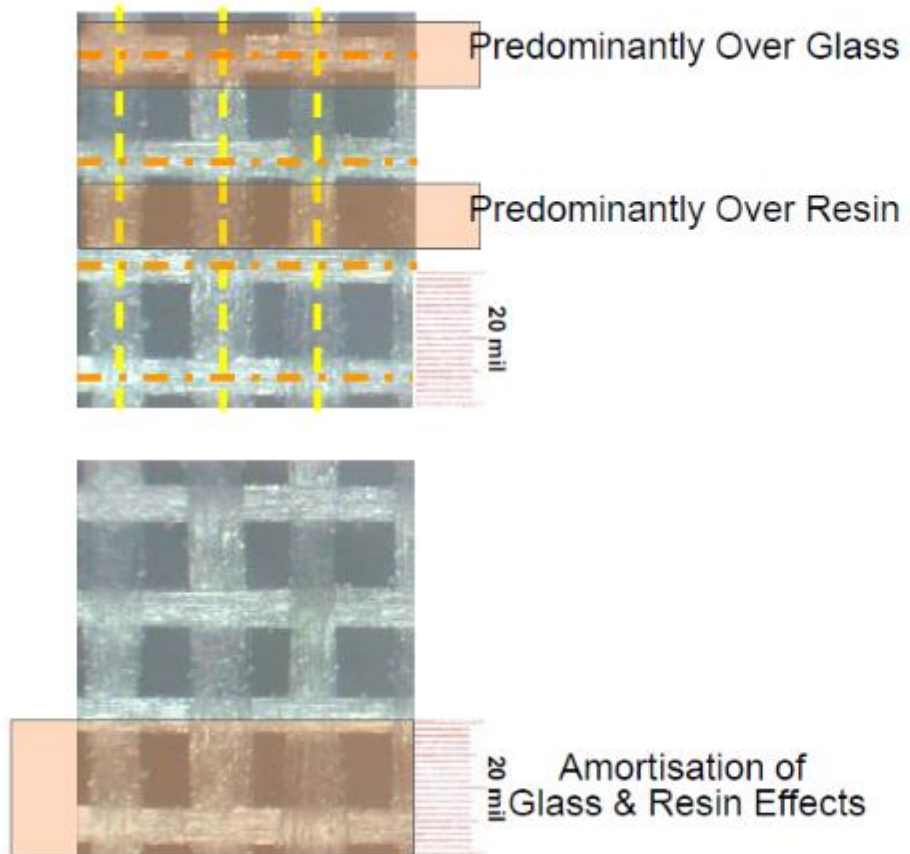 Predominantly Over Glass
Predominantly Over Resin
20 mil
20 mil
Amortisation of
Glass & Resin Effects